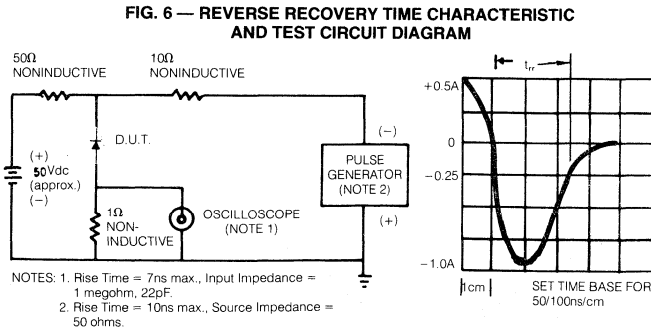 FIG. 6 — REVERSE RECOVERY TIME CHARACTERISTIC
AND TEST CIRCUIT DIAGRAM
50Ω
NONINDUCTIVE
10Ω
NONINDUCTIVE
D.U.T.
(+)
50Vdc
(approx.)
(−)
1Ω
NON-
INDUCTIVE
OSCILLOSCOPE
(NOTE 1)
(−)
PULSE
GENERATOR
(NOTE 2)
(+)
trr
+0.5A
0
−0.25
−1.0A
1cm
SET TIME BASE FOR
50/100ns/cm
NOTES: 1. Rise Time = 7ns max., Input Impedance =
1 megohm, 22pF.
2. Rise Time = 10ns max., Source Impedance =
50 ohms.